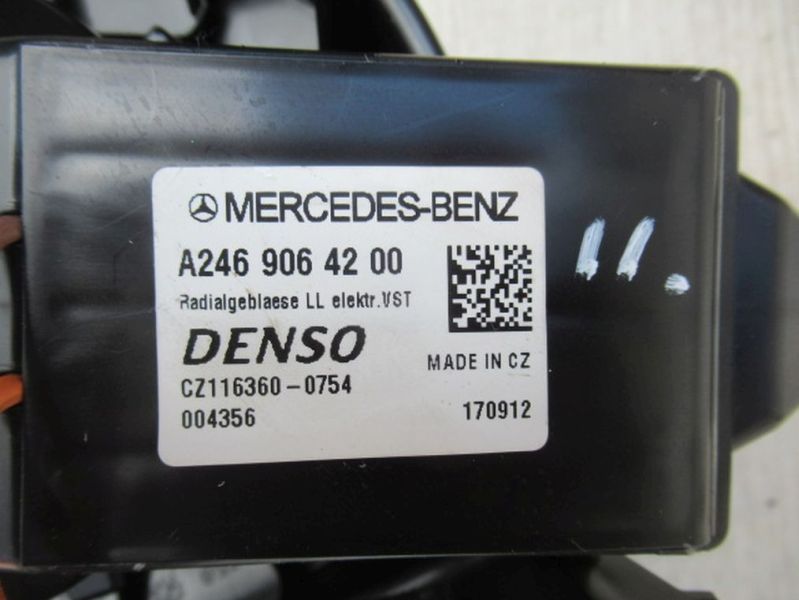 MERCEDES-BENZ
A246 906 42 00
Radialgeblaese LL elektr.VST
DENSO
MADE IN CZ
CZ116360-0754
004356
170912
11.